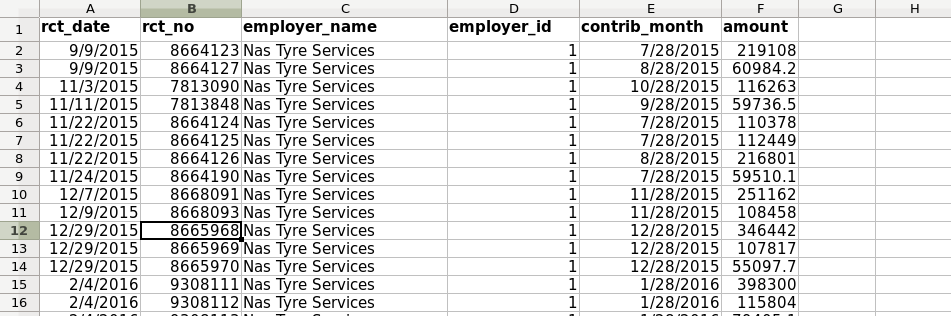 A B C D E F G H
1 rct_date rct_no employer_name employer_id contrib_month amount
2 9/9/2015 8664123 Nas Tyre Services 1 7/28/2015 219108
3 9/9/2015 8664127 Nas Tyre Services 1 8/28/2015 60984.2
4 11/3/2015 7813090 Nas Tyre Services 1 10/28/2015 116263
5 11/11/2015 7813848 Nas Tyre Services 1 9/28/2015 59736.5
6 11/22/2015 8664124 Nas Tyre Services 1 7/28/2015 110378
7 11/22/2015 8664125 Nas Tyre Services 1 7/28/2015 112449
8 11/22/2015 8664126 Nas Tyre Services 1 8/28/2015 216801
9 11/24/2015 8664190 Nas Tyre Services 1 7/28/2015 59510.1
10 12/7/2015 8668091 Nas Tyre Services 1 11/28/2015 251162
11 12/9/2015 8668093 Nas Tyre Services 1 11/28/2015 108458
12 12/29/2015 8665968 Nas Tyre Services 1 12/28/2015 346442
13 12/29/2015 8665969 Nas Tyre Services 1 12/28/2015 107817
14 12/29/2015 8665970 Nas Tyre Services 1 12/28/2015 55097.7
15 2/4/2016 9308111 Nas Tyre Services 1 1/28/2016 398300
16 2/4/2016 9308112 Nas Tyre Services 1 1/28/2016 115804